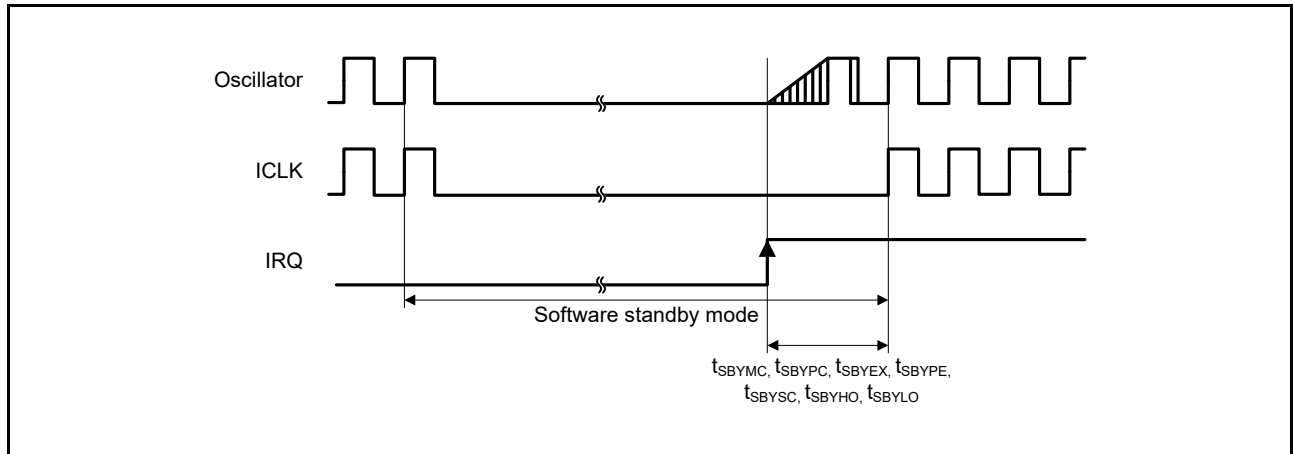 Oscillator
ICLK
IRQ
Software standby mode
tSBYMC, tSBYPC, tSBYEX, tSBYPE,
tSBYSC, tSBYHO, tSBYLO